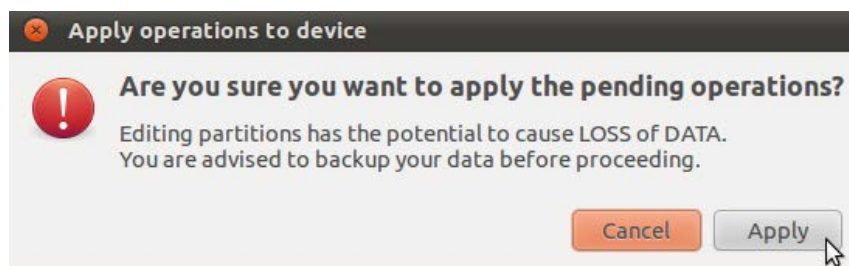 Apply operations to device
Are you sure you want to apply the pending operations?
Editing partitions has the potential to cause LOSS of DATA.
You are advised to backup your data before proceeding.
Cancel Apply